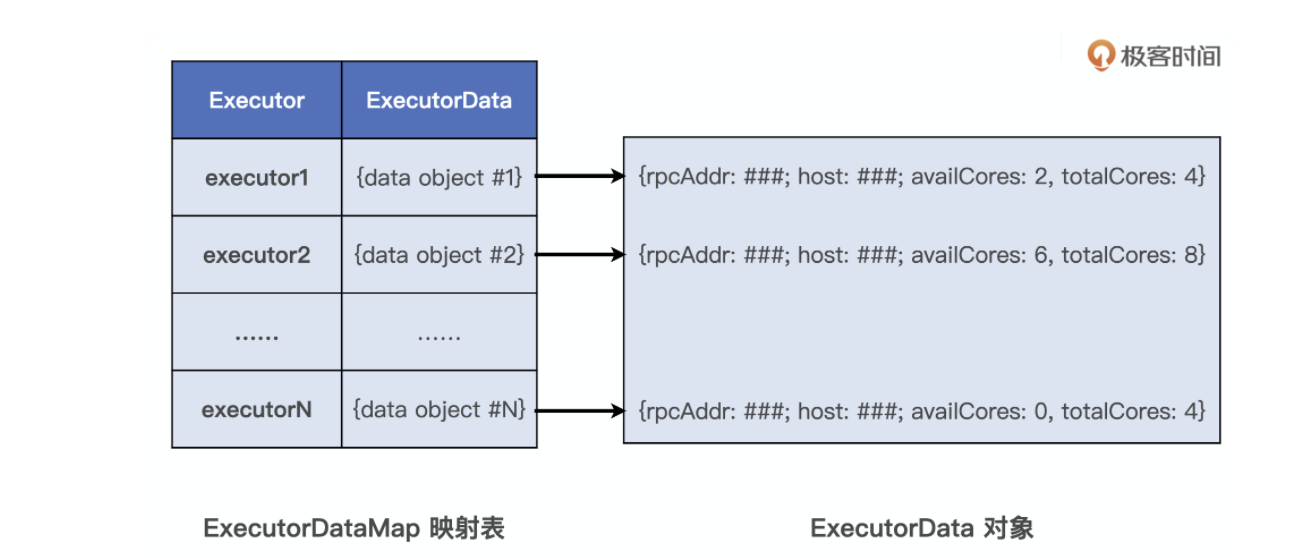 极客时间
Executor ExecutorData
executor1 {data object #1} {rpcAddr: ###; host: ###; availCores: 2, totalCores: 4}
executor2 {data object #2} {rpcAddr: ###; host: ###; availCores: 6, totalCores: 8}
...... ......
executorN {data object #N} {rpcAddr: ###; host: ###; availCores: 0, totalCores: 4}
ExecutorDataMap 映射表 ExecutorData 对象